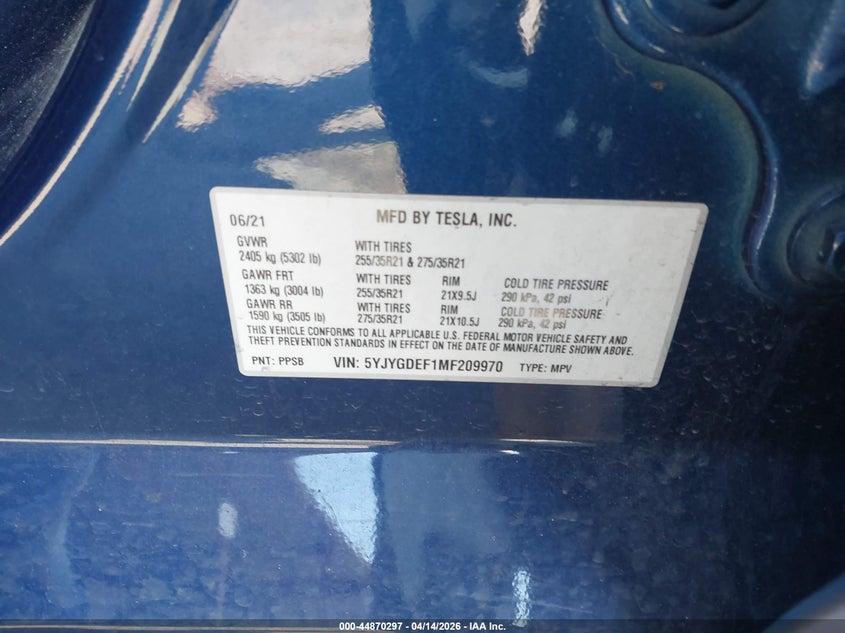 06/21 MFD BY TESLA, INC.
GVWR WITH TIRES
2405 kg (5302 lb) 255/35R21 & 275/35R21
GAWR FRT WITH TIRES RIM COLD TIRE PRESSURE
1363 kg (3004 lb) 255/35R21 21X9.5J 290 kPa, 42 psi
GAWR RR WITH TIRES RIM COLD TIRE PRESSURE
1590 kg (3505 lb) 275/35R21 21X10.5J 290 kPa, 42 psi
THIS VEHICLE CONFORMS TO ALL APPLICABLE U.S. FEDERAL MOTOR VEHICLE SAFETY AND
THEFT PREVENTION STANDARDS IN EFFECT ON THE DATE OF MANUFACTURE SHOWN ABOVE.
PNT: PPSB VIN: 5YJYGDEF1MF209970 TYPE: MPV
000-44870297 - 04/14/2026 - IAA Inc.